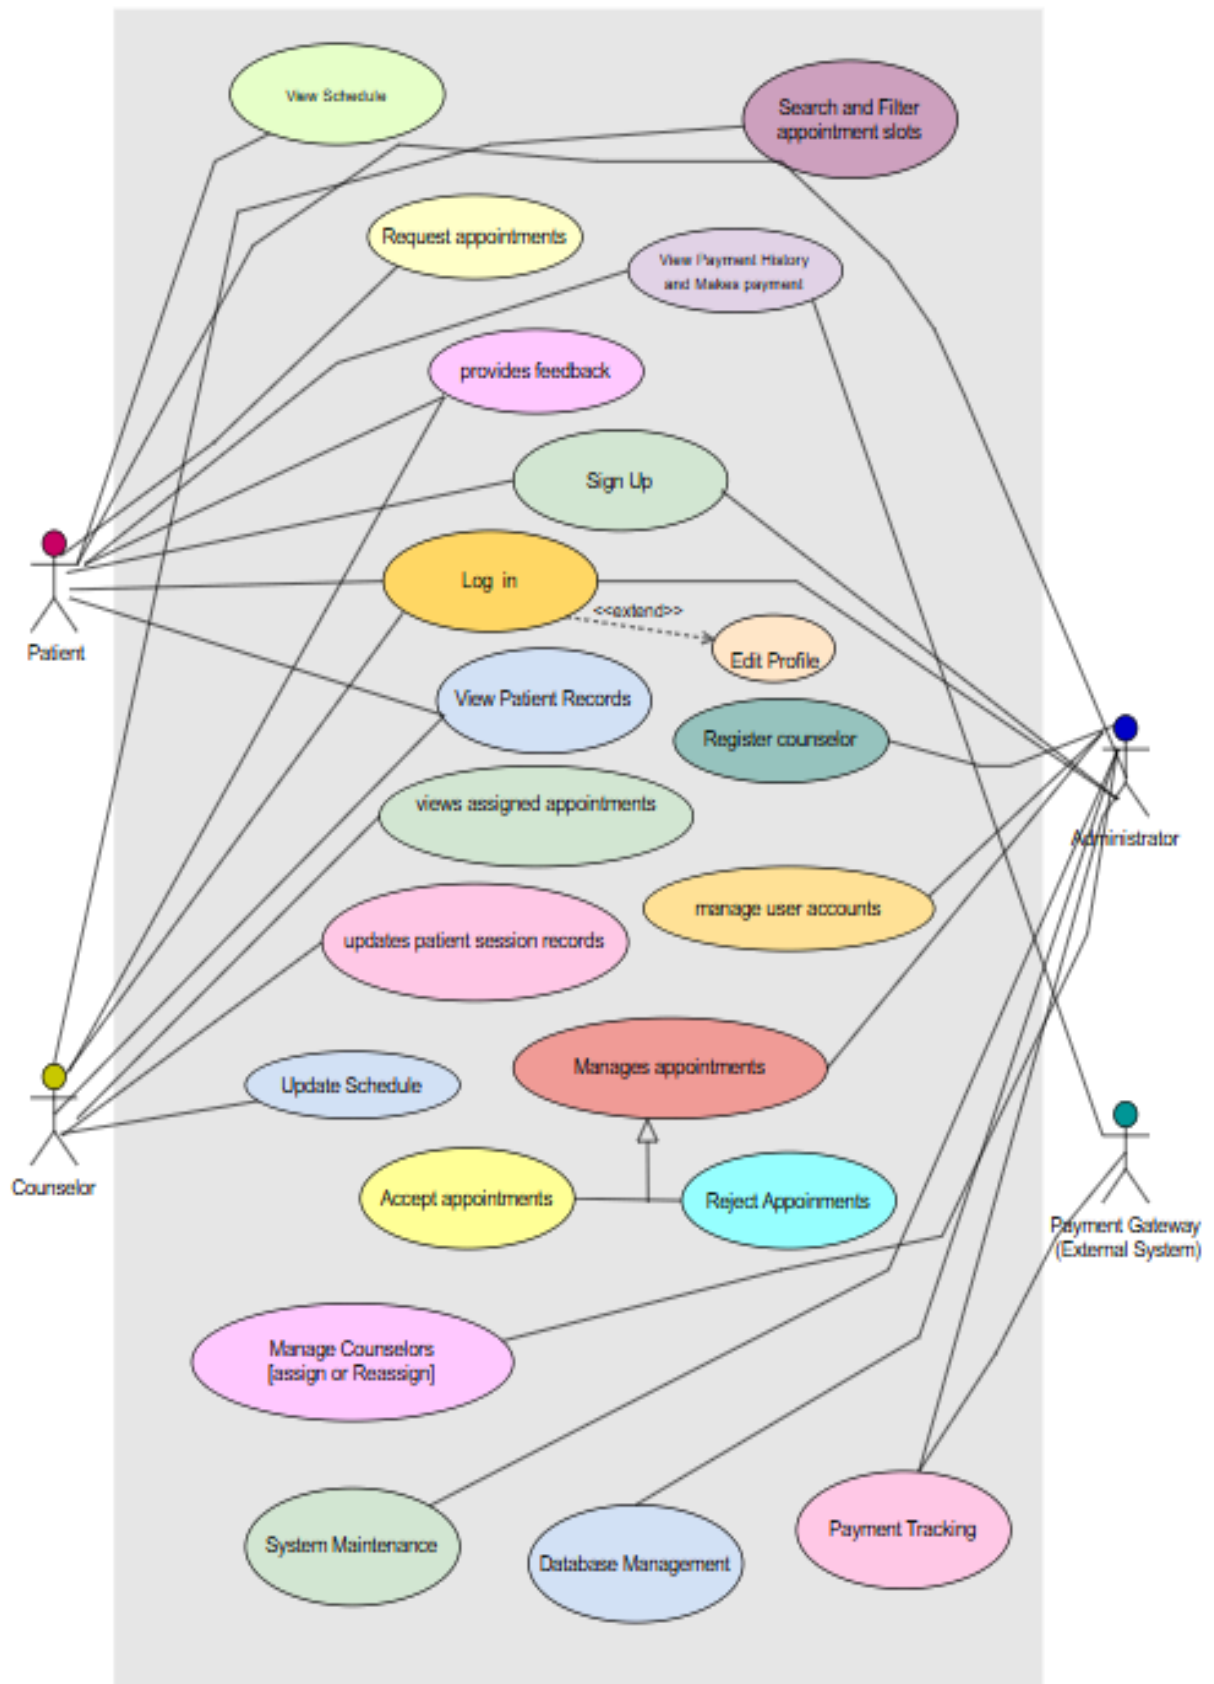 View Schedule
Search and Filter
appointment slots
Request appointments
View Payment History
and Makes payment
provides feedback
Sign Up
Log in
<<extend>>
Edit Profile
Patient
View Patient Records
Register counselor
views assigned appointments
Administrator
manage user accounts
updates patient session records
Manages appointments
Update Schedule
Counselor
Accept appointments
Reject Appoinments
Payment Gateway
(External System)
Manage Counselors
[assign or Reassign]
System Maintenance
Database Management
Payment Tracking